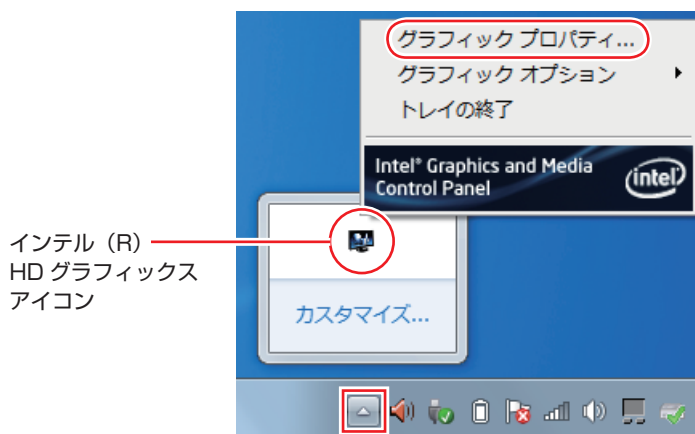 グラフィック プロパティ...
グラフィック オプション
トレイの終了
Intel® Graphics and Media
Control Panel
intel
インテル（R）
HD グラフィックス
アイコン
カスタマイズ...